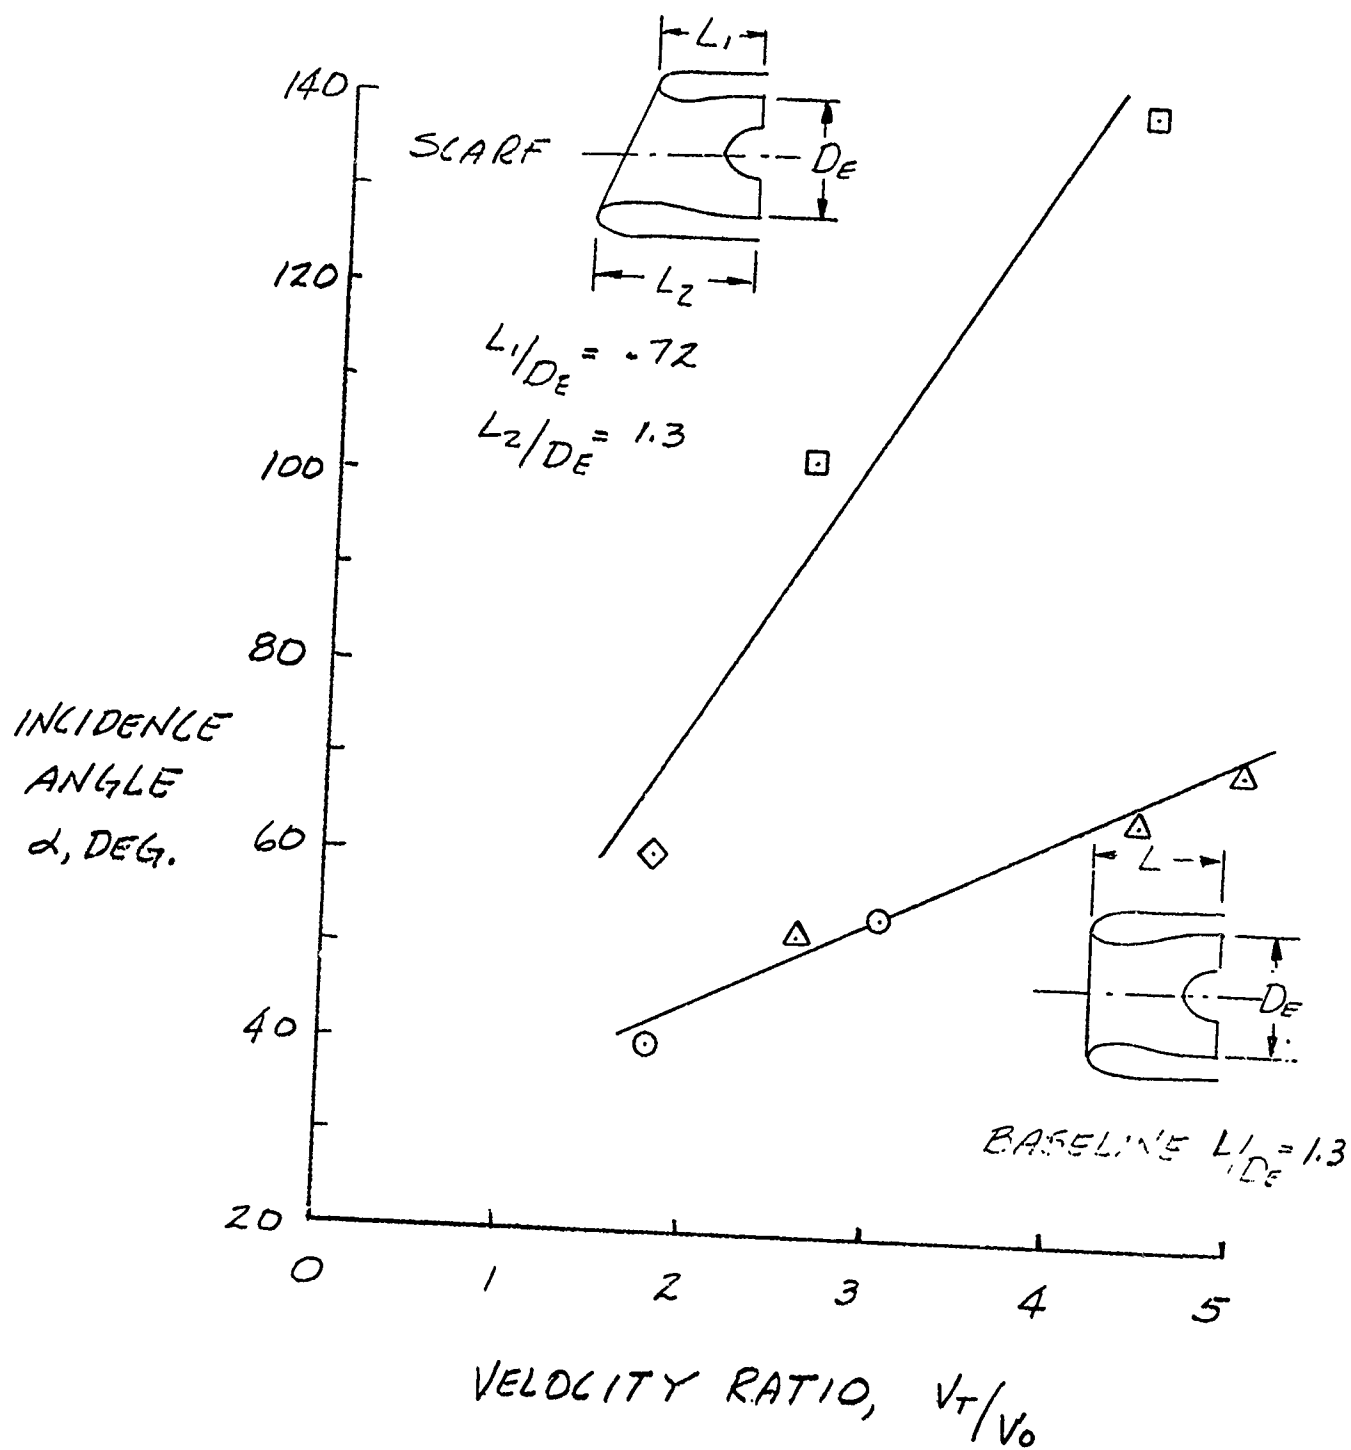 L1
140
SCARF
DE
120
L2
L1/DE = .72
L2/DE = 1.3
100
80
INCIDENCE
ANGLE
α, DEG.
60
L
DE
40
BASELINE L/DE = 1.3
20
0 1 2 3 4 5
VELOCITY RATIO, VT/V0